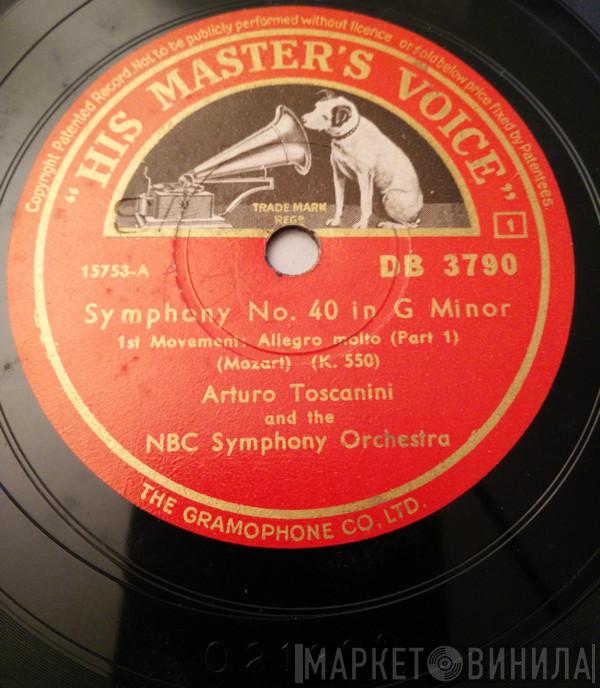 Copyright Patented Record. Not to be publicly performed without licence or sold below price fixed by Patentees.
"HIS MASTER'S VOICE"
TRADE MARK
REGD
1
15753-A
DB 3790
Symphony No. 40 in G Minor
1st Movement: Allegro molto (Part 1)
(Mozart) (K. 550)
Arturo Toscanini
and the
NBC Symphony Orchestra
THE GRAMOPHONE CO, LTD.
МАРКЕТ ВИНИЛА